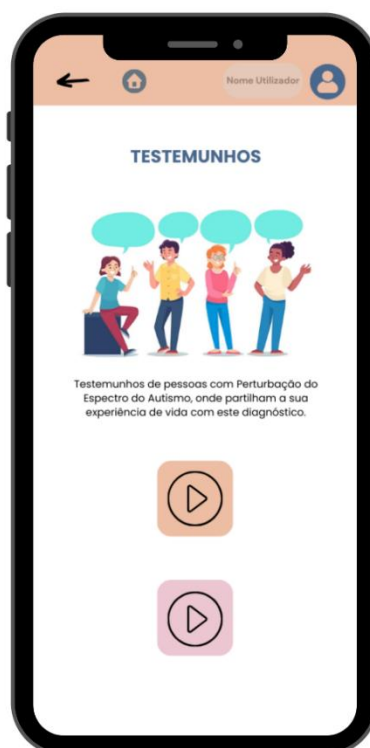 Nome Utilizador
TESTEMUNHOS
Testemunhos de pessoas com Perturbação do
Espectro do Autismo, onde partilham a sua
experiência de vida com este diagnóstico.